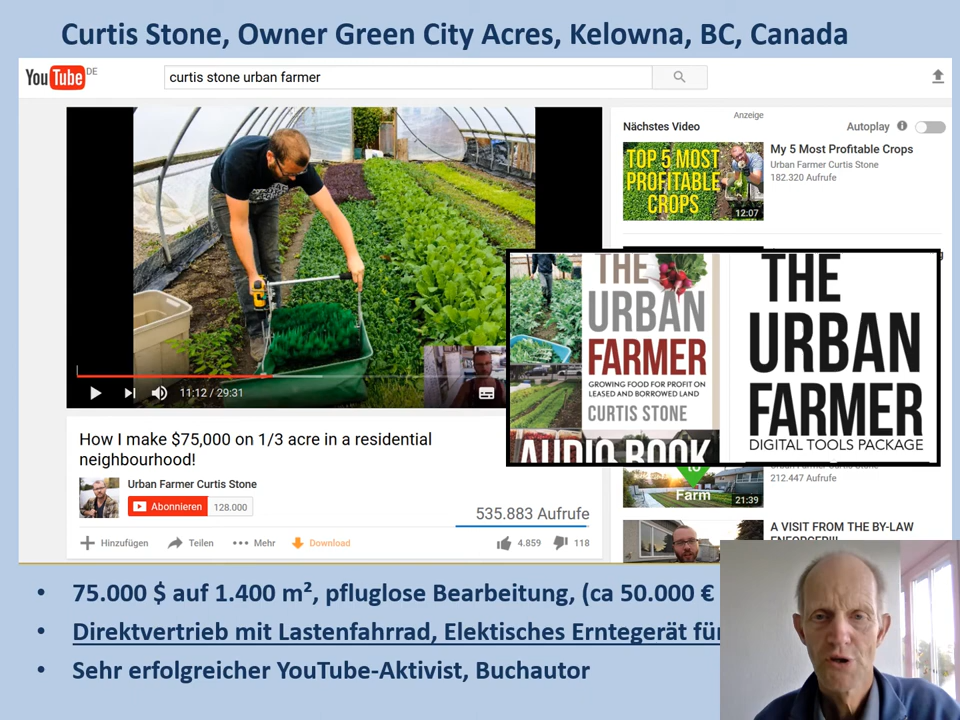 Curtis Stone, Owner Green City Acres, Kelowna, BC, Canada
YouTube DE
curtis stone urban farmer
Anzeige
Nächstes Video
Autoplay
TOP 5 MOST
PROFITABLE
CROPS
12:07
My 5 Most Profitable Crops
Urban Farmer Curtis Stone
182.320 Aufrufe
11:12 / 29:31
THE
URBAN
FARMER
GROWING FOOD FOR PROFIT ON
LEASED AND BORROWED LAND
CURTIS STONE
AUDIO BOOK
THE
URBAN
FARMER
DIGITAL TOOLS PACKAGE
How I make $75,000 on 1/3 acre in a residential
neighbourhood!
Urban Farmer Curtis Stone
Abonnieren 128.000
535.883 Aufrufe
Hinzufügen Teilen Mehr Download
4.859 118
to
Farm
21:39
Urban Farmer Curtis Stone
212.447 Aufrufe
A VISIT FROM THE BY-LAW
75.000 $ auf 1.400 m², pfluglose Bearbeitung, (ca 50.000 €
Direktvertrieb mit Lastenfahrrad, Elektisches Erntegerät für
Sehr erfolgreicher YouTube-Aktivist, Buchautor